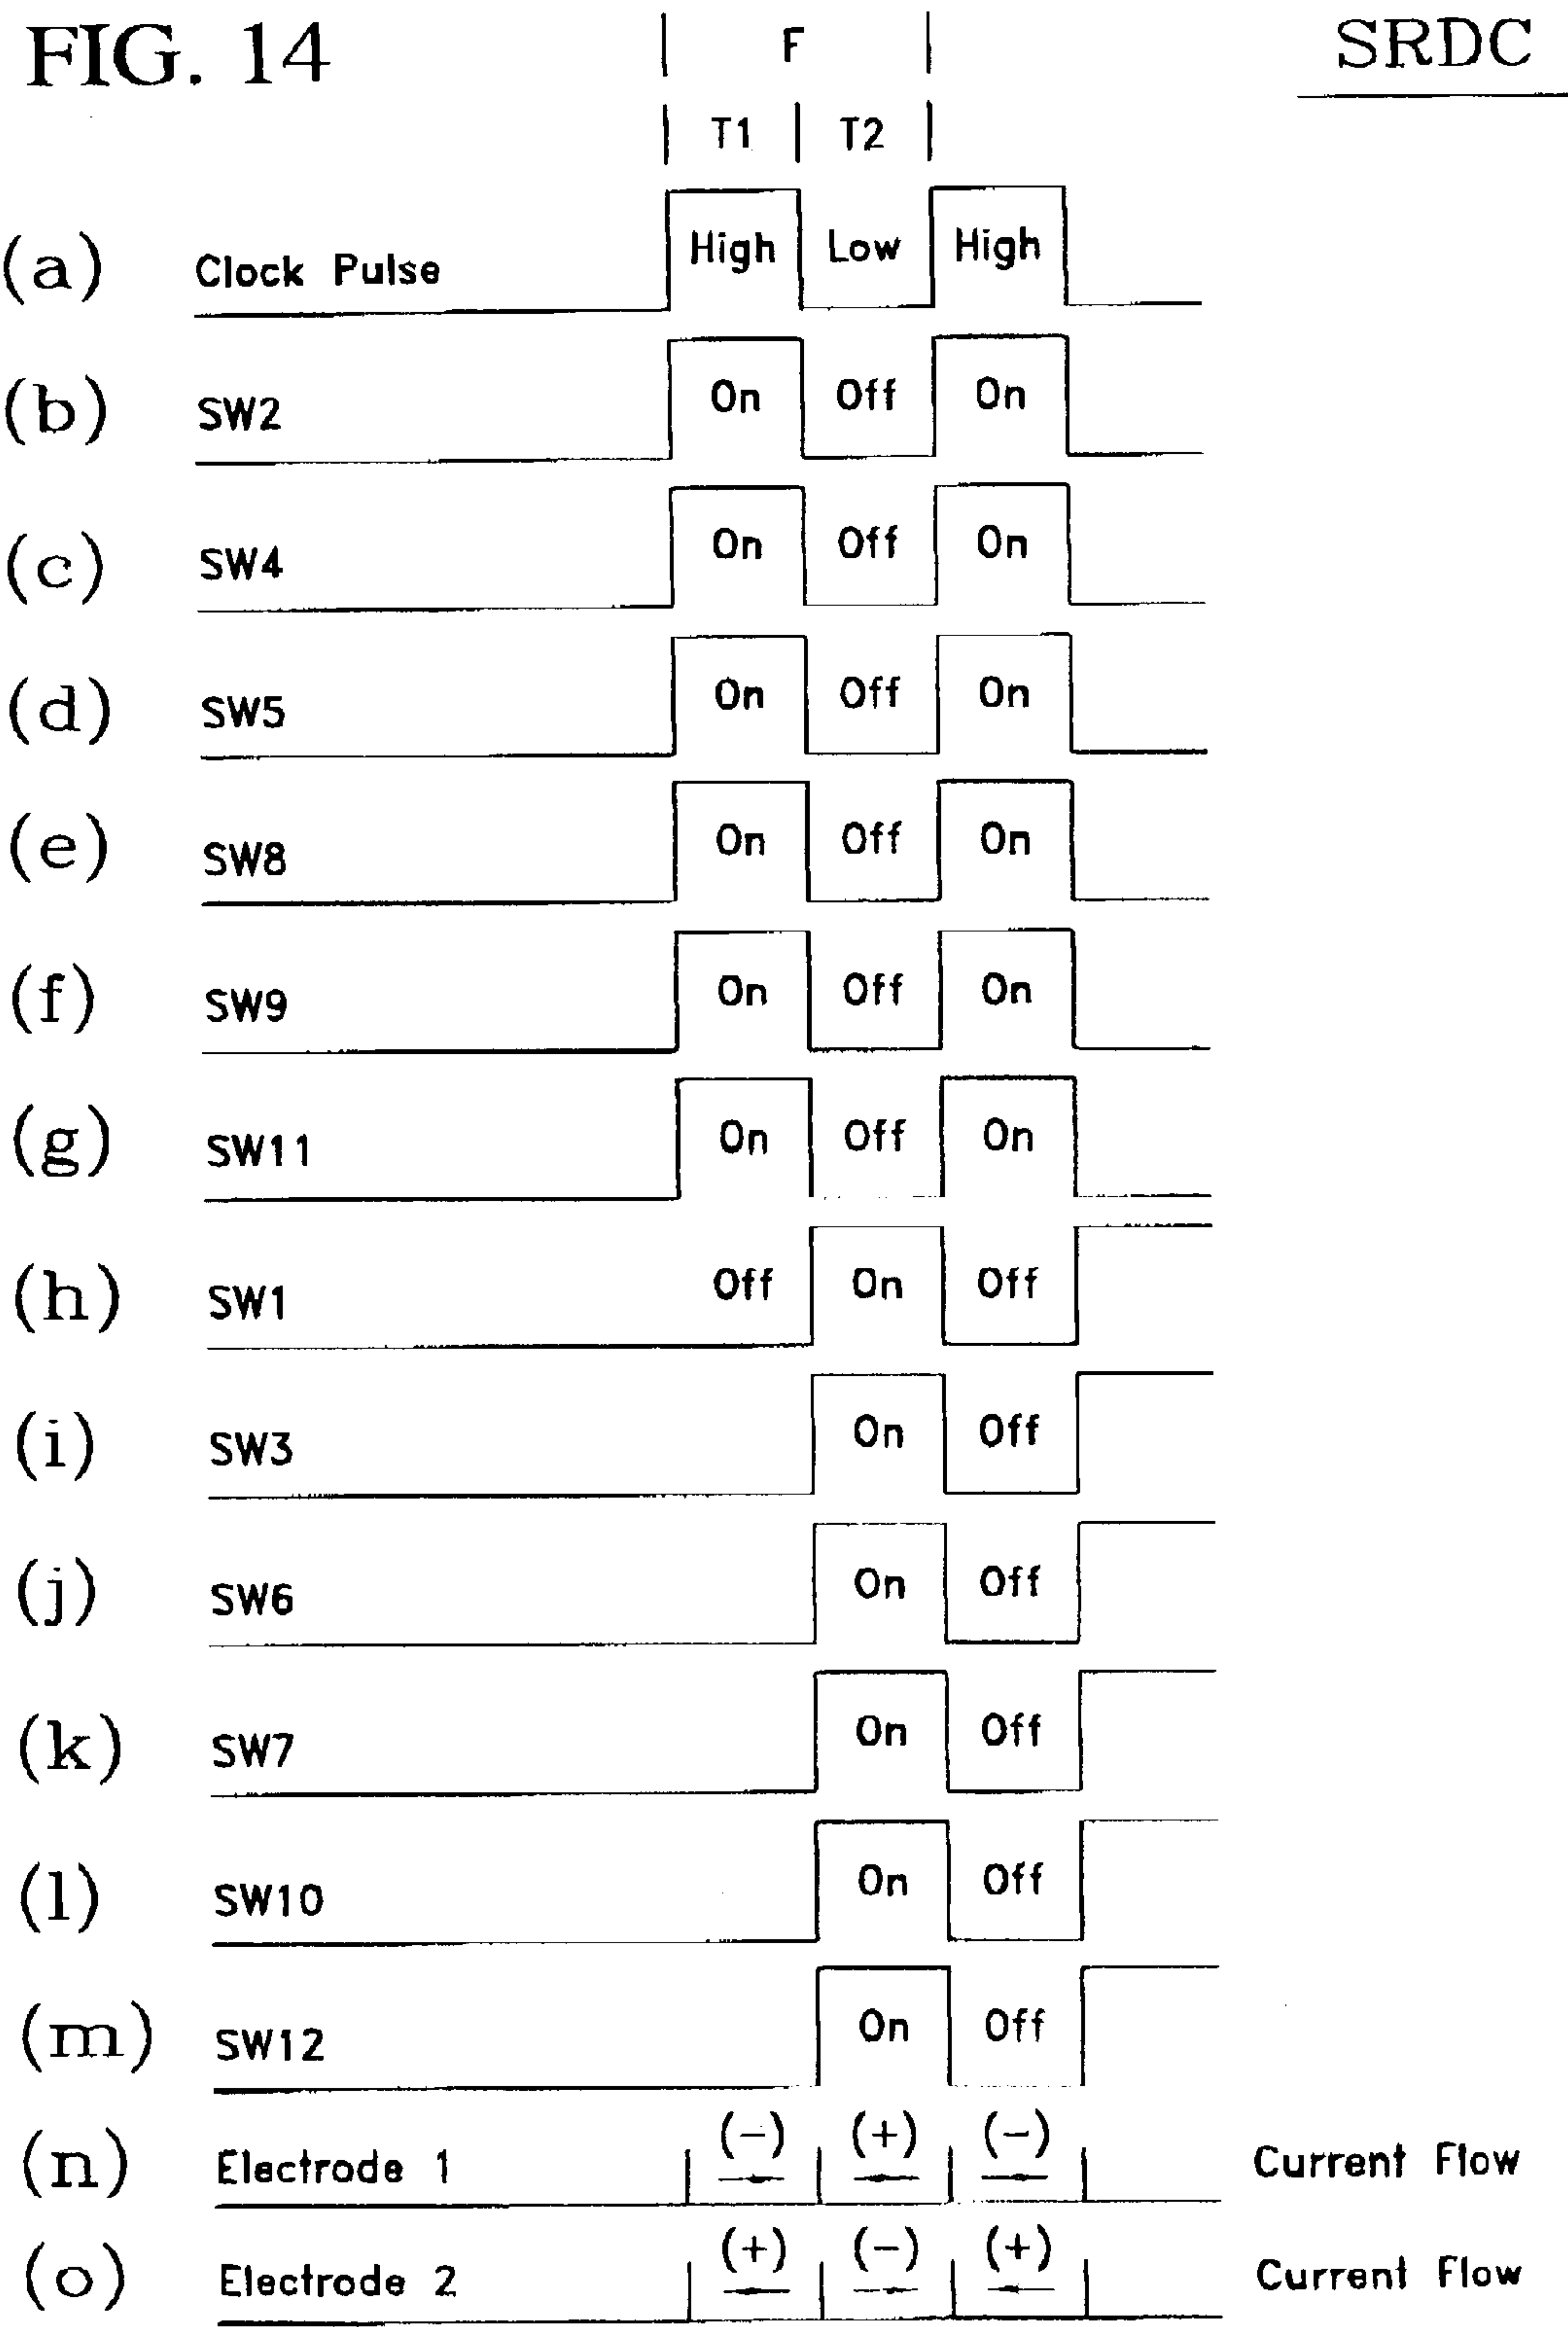 FIG. 14
F
SRDC
T1 T2
(a) Clock Pulse High Low High
(b) SW2 On Off On
(c) SW4 On Off On
(d) SW5 On Off On
(e) SW8 On Off On
(f) SW9 On Off On
(g) SW11 On Off On
(h) SW1 Off On Off
(i) SW3 On Off
(j) SW6 On Off
(k) SW7 On Off
(l) SW10 On Off
(m) SW12 On Off
(n) Electrode 1 (-) (+) (-) Current Flow
(o) Electrode 2 (+) (-) (+) Current Flow